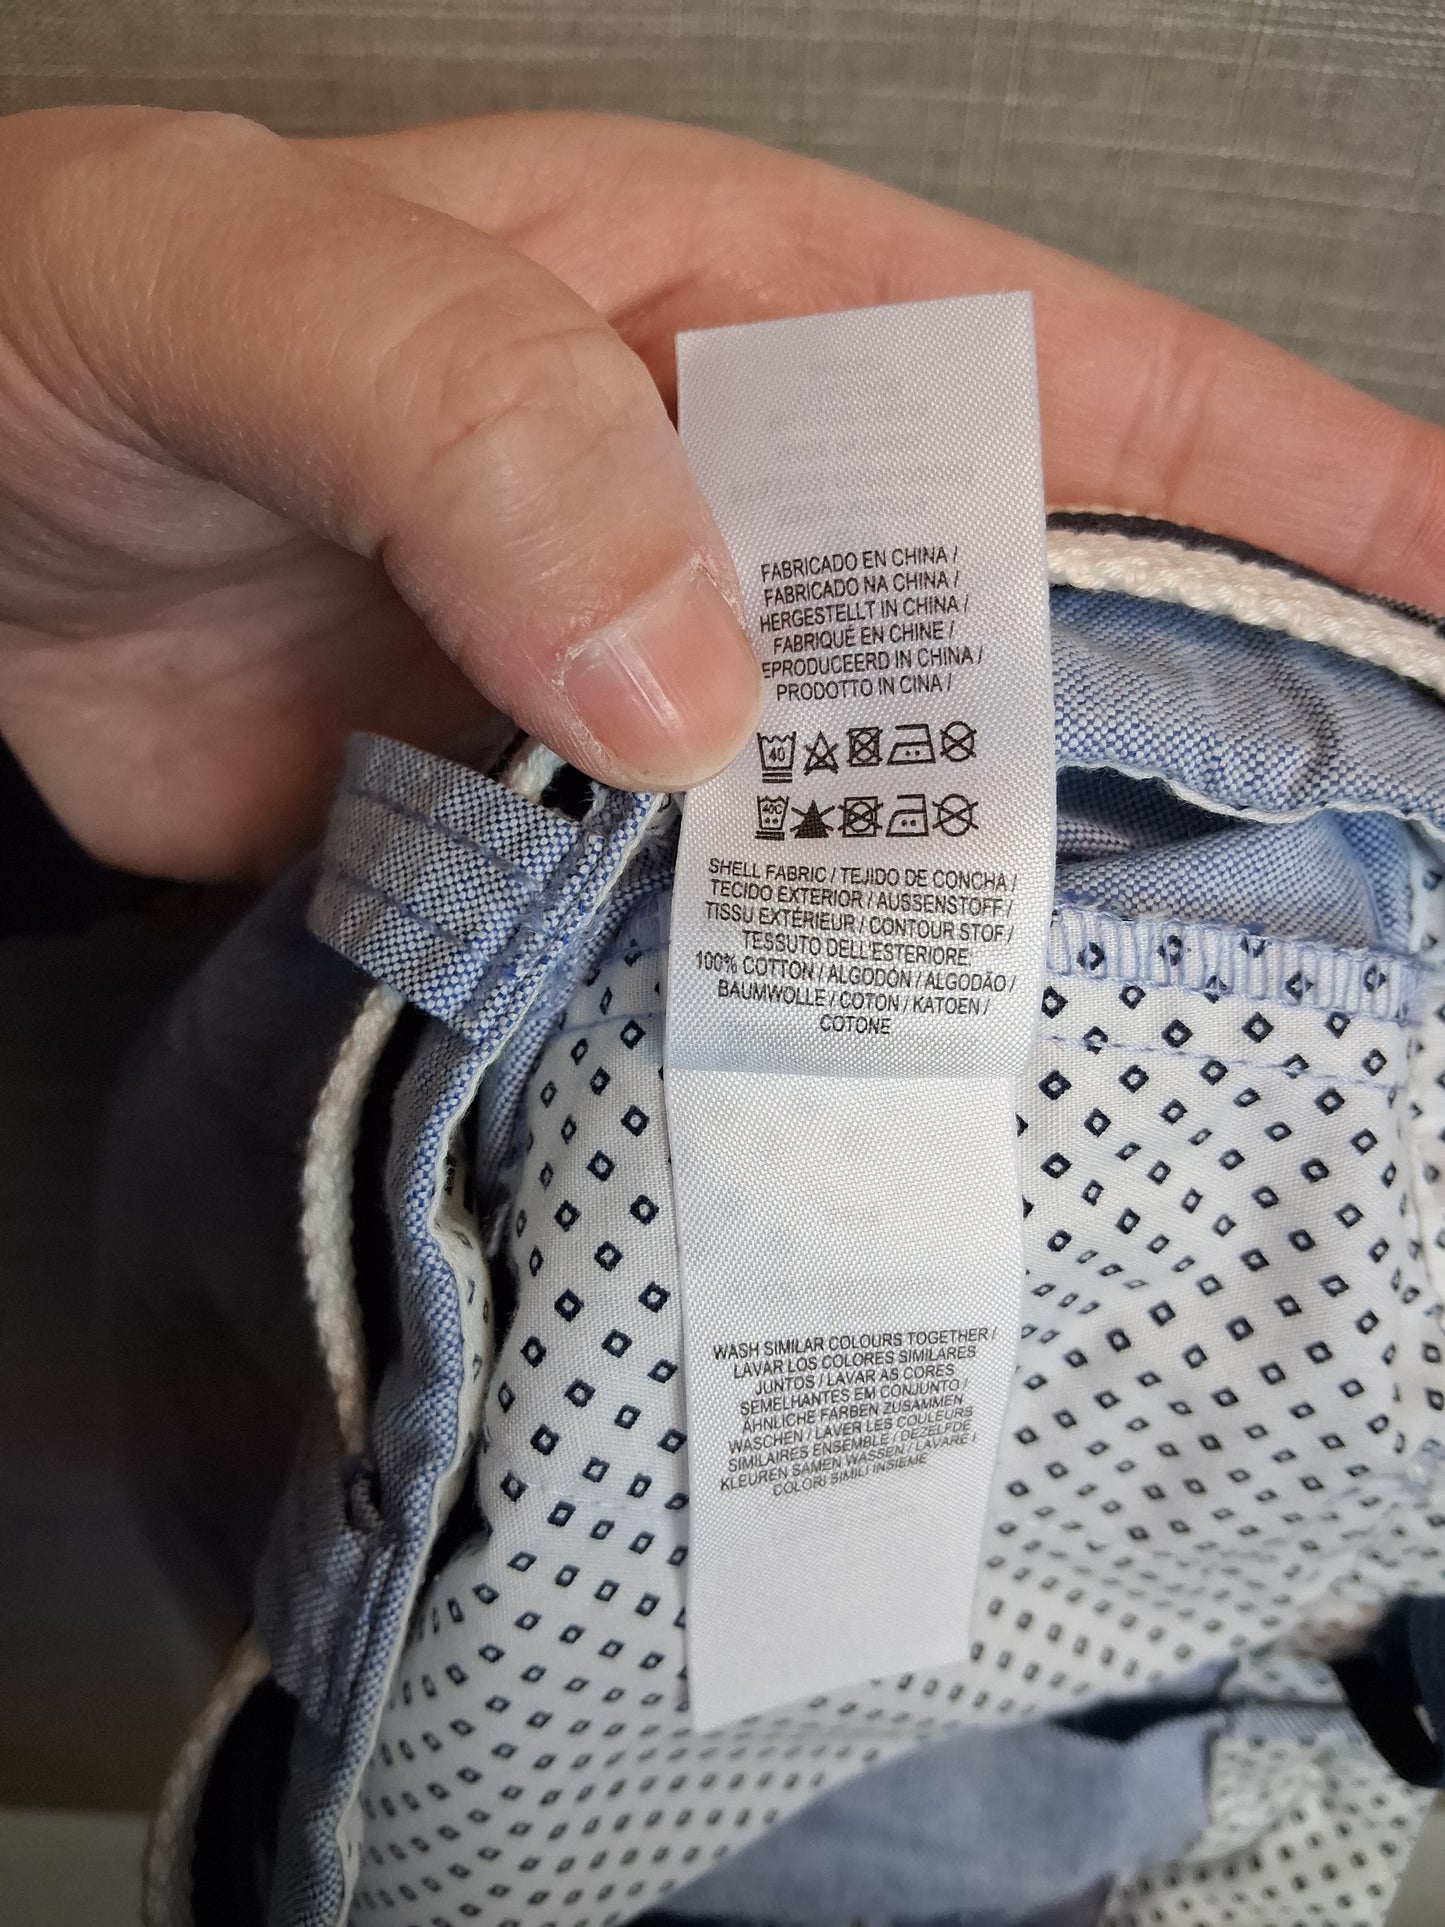 FABRICADO EN CHINA /
FABRICADO NA CHINA /
HERGESTELLT IN CHINA /
FABRIQUÉ EN CHINE /
EPRODUCEERD IN CHINA /
PRODOTTO IN CINA /
40
40C
SHELL FABRIC / TEJIDO DE CONCHA /
TECIDO EXTERIOR / AUSSENSTOFF /
TISSU EXTÉRIEUR / CONTOUR STOF /
TESSUTO DELL'ESTERIORE:
100% COTTON / ALGODÓN / ALGODÃO /
BAUMWOLLE / COTON / KATOEN /
COTONE
WASH SIMILAR COLOURS TOGETHER /
LAVAR LOS COLORES SIMILARES
JUNTOS / LAVAR AS CORES
SEMELHANTES EM CONJUNTO /
ÄHNLICHE FARBEN ZUSAMMEN
WASCHEN / LAVER LES COULEURS
SIMILAIRES ENSEMBLE / DEZELFDE
KLEUREN SAMEN WASSEN / LAVARE I
COLORI SIMILI INSIEME